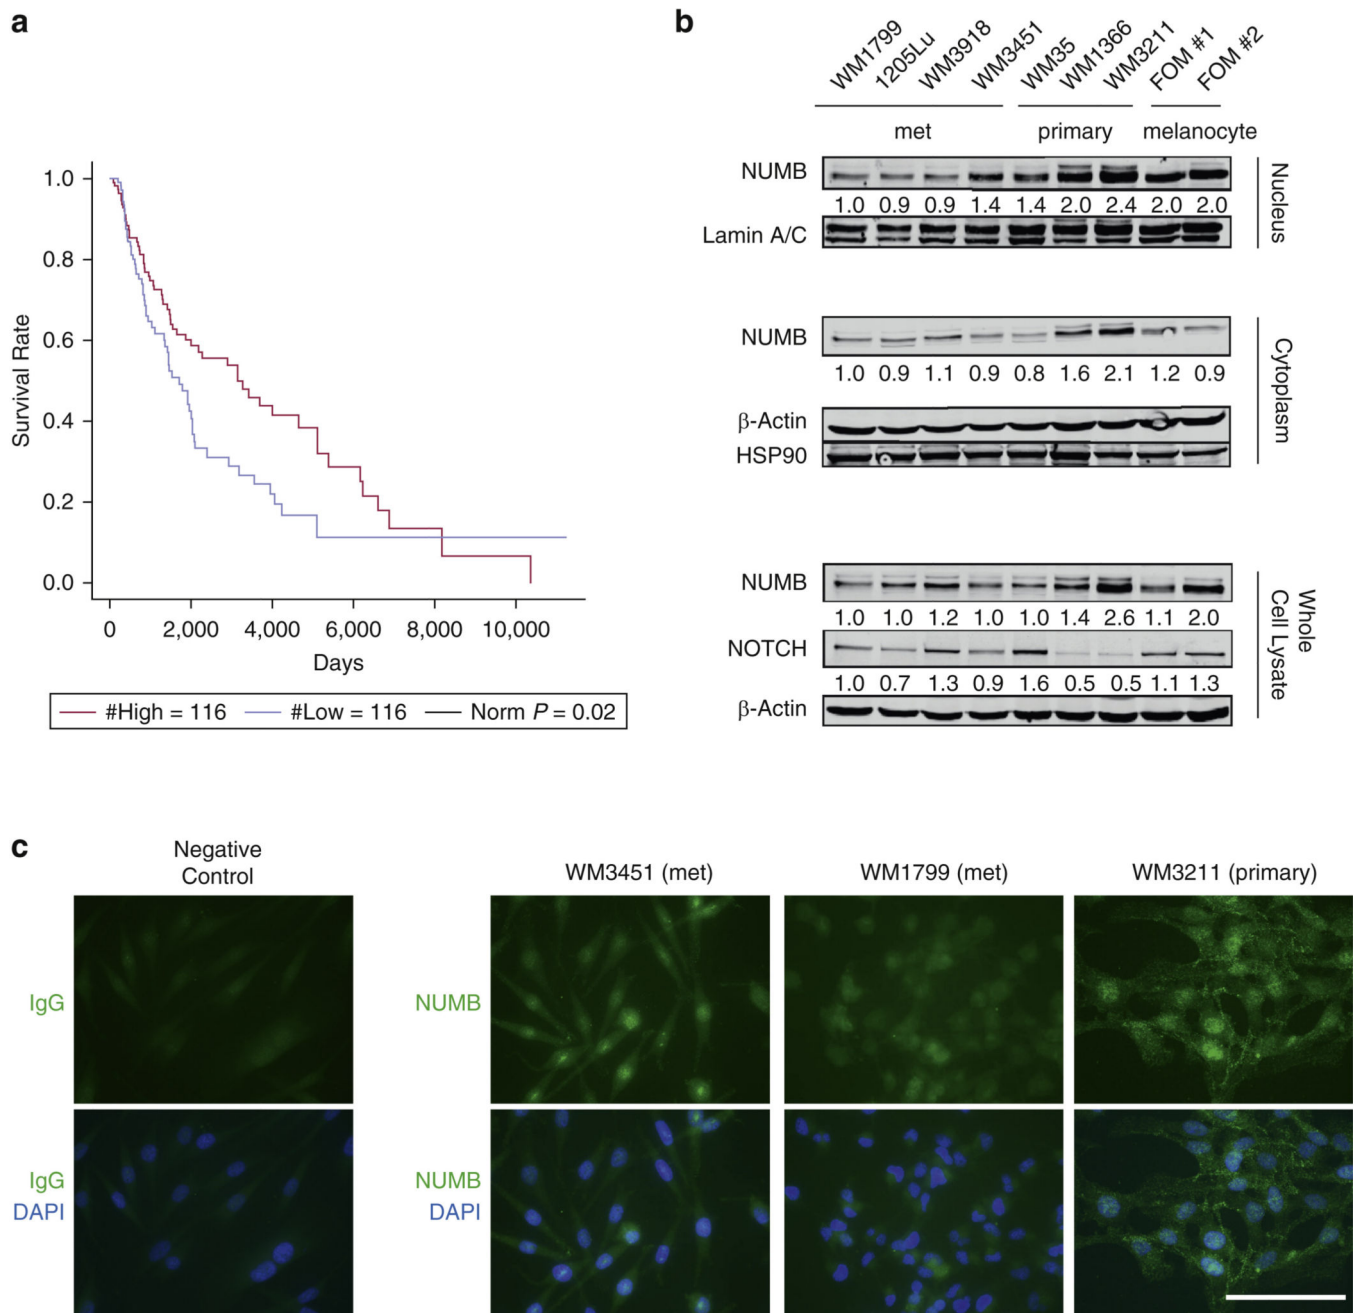 a
1.0
0.8
0.6
0.4
0.2
0.0
Survival Rate
0 2,000 4,000 6,000 8,000 10,000
Days
#High = 116 #Low = 116 Norm P = 0.02
b
WM1799 1205Lu WM3918 WM3451 WM35 WM1366 WM3211 FOM #1 FOM #2
met primary melanocyte
NUMB
1.0 0.9 0.9 1.4 1.4 2.0 2.4 2.0 2.0
Lamin A/C
Nucleus
NUMB
1.0 0.9 1.1 0.9 0.8 1.6 2.1 1.2 0.9
β-Actin
HSP90
Cytoplasm
NUMB
1.0 1.0 1.2 1.0 1.0 1.4 2.6 1.1 2.0
NOTCH
1.0 0.7 1.3 0.9 1.6 0.5 0.5 1.1 1.3
β-Actin
Whole
Cell Lysate
c
Negative
Control
WM3451 (met) WM1799 (met) WM3211 (primary)
IgG NUMB
IgG NUMB
DAPI DAPI